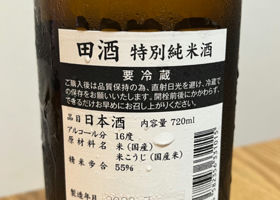 田酒 特別純米酒
要冷蔵
ご購入後は品質保持の為、直射日光を避け、冷蔵で
の保存をお願いいたします。開栓前後にかかわらず、
できるだけお早めにお召し上がりください。
品目 日本酒 内容量 720ml
アルコール分 16度
原材料名 米(国産)
米こうじ(国産米)
精米歩合 55%
製造年月